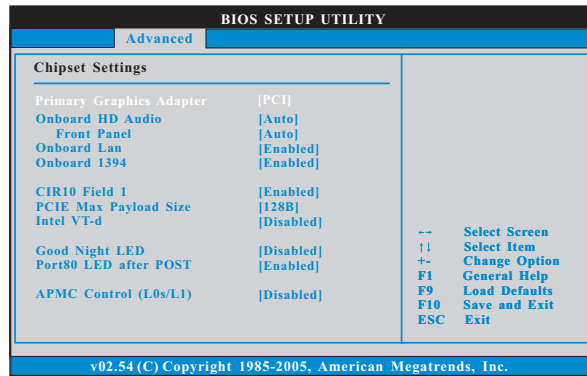 BIOS SETUP UTILITY
Advanced
Chipset Settings
Primary Graphics Adapter [PCI]
Onboard HD Audio [Auto]
Front Panel [Auto]
Onboard Lan [Enabled]
Onboard 1394 [Enabled]
CIR10 Field 1 [Enabled]
PCIE Max Payload Size [128B]
Intel VT-d [Disabled]
Good Night LED [Disabled]
Port80 LED after POST [Enabled]
APMC Control (L0s/L1) [Disabled]
←→ Select Screen
↑↓ Select Item
+- Change Option
F1 General Help
F9 Load Defaults
F10 Save and Exit
ESC Exit
v02.54 (C) Copyright 1985-2005, American Megatrends, Inc.